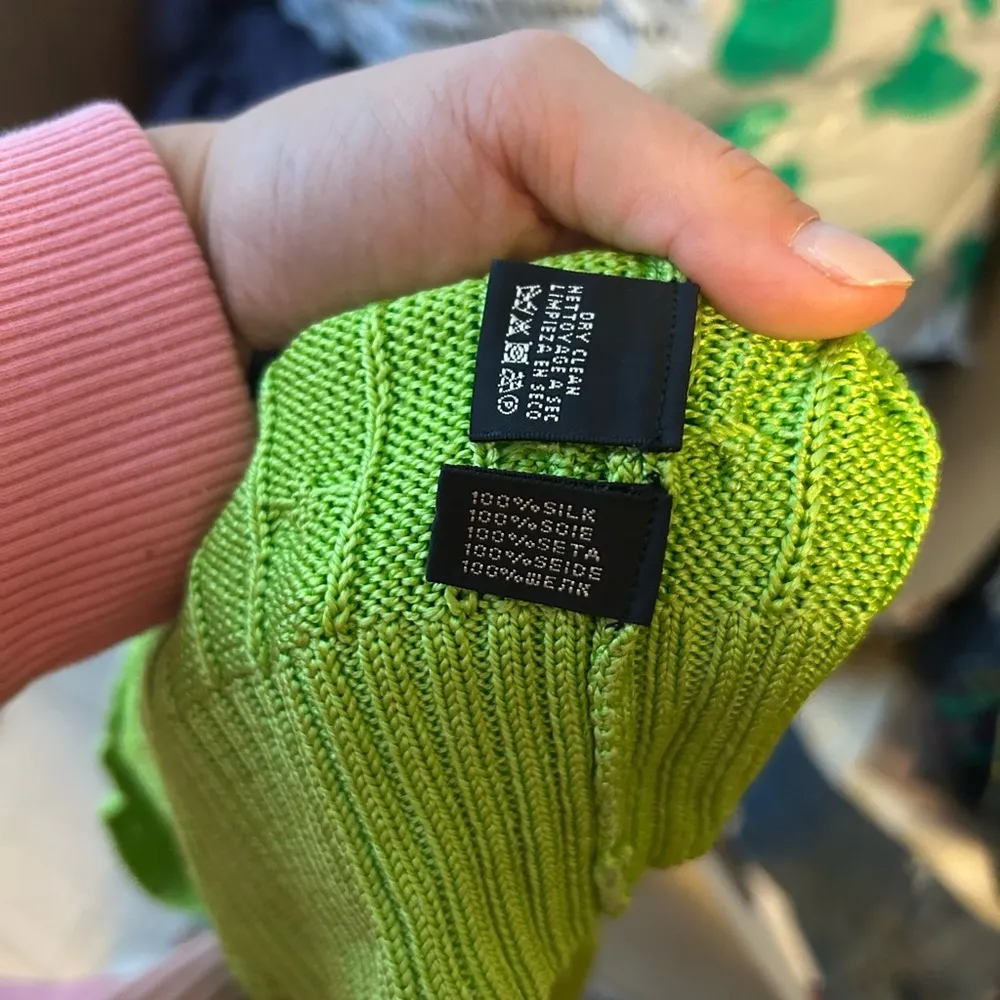 DRY CLEAN
NETTOYAGE A SEC
LIMPIEZA EN SECO
100%SILK
100%SOIE
100%SETA
100%SEIDE
100%ШЕЛК